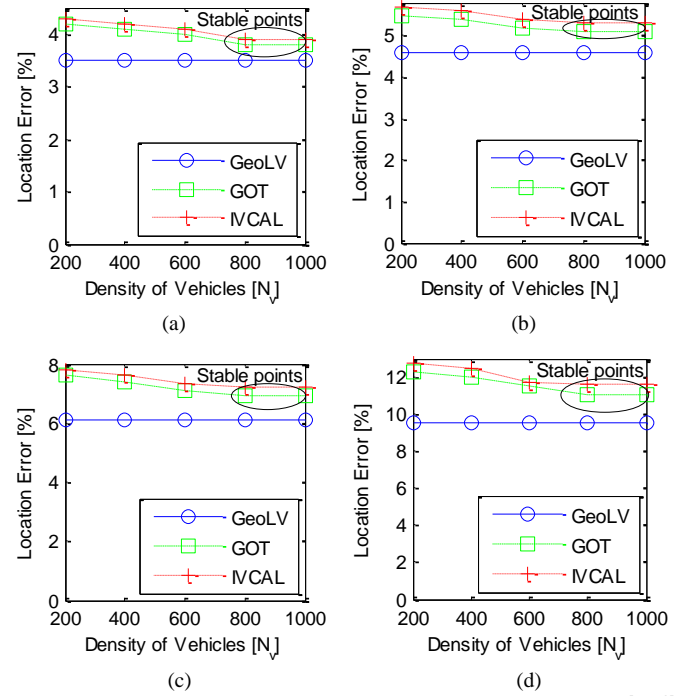 Stable points
4
3
2
1
0
Location Error [%]
GeoLV
GOT
IVCAL
200 400 600 800 1000
Density of Vehicles [Nv]
(a)
Stable points
5
4
3
2
1
0
Location Error [%]
GeoLV
GOT
IVCAL
200 400 600 800 1000
Density of Vehicles [Nv]
(b)
Stable points
8
6
4
2
0
Location Error [%]
GeoLV
GOT
IVCAL
200 400 600 800 1000
Density of Vehicles [Nv]
(c)
Stable points
12
10
8
6
4
2
0
Location Error [%]
GeoLV
GOT
IVCAL
200 400 600 800 1000
Density of Vehicles [Nv]
(d)